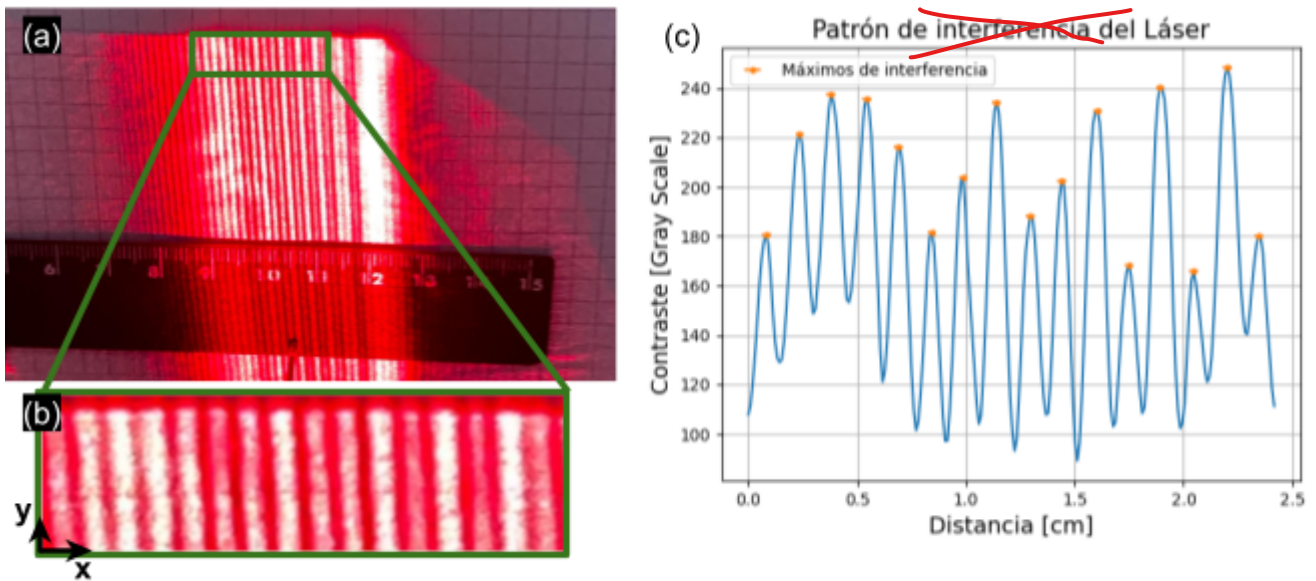 (a)
6 8 9 10 11 12 13 15
(b)
y
x
(c)
Patrón de interferencia del Láser
Máximos de interferencia
Contraste [Gray Scale]
240
220
200
180
160
140
120
100
0.0 0.5 1.0 1.5 2.0 2.5
Distancia [cm]